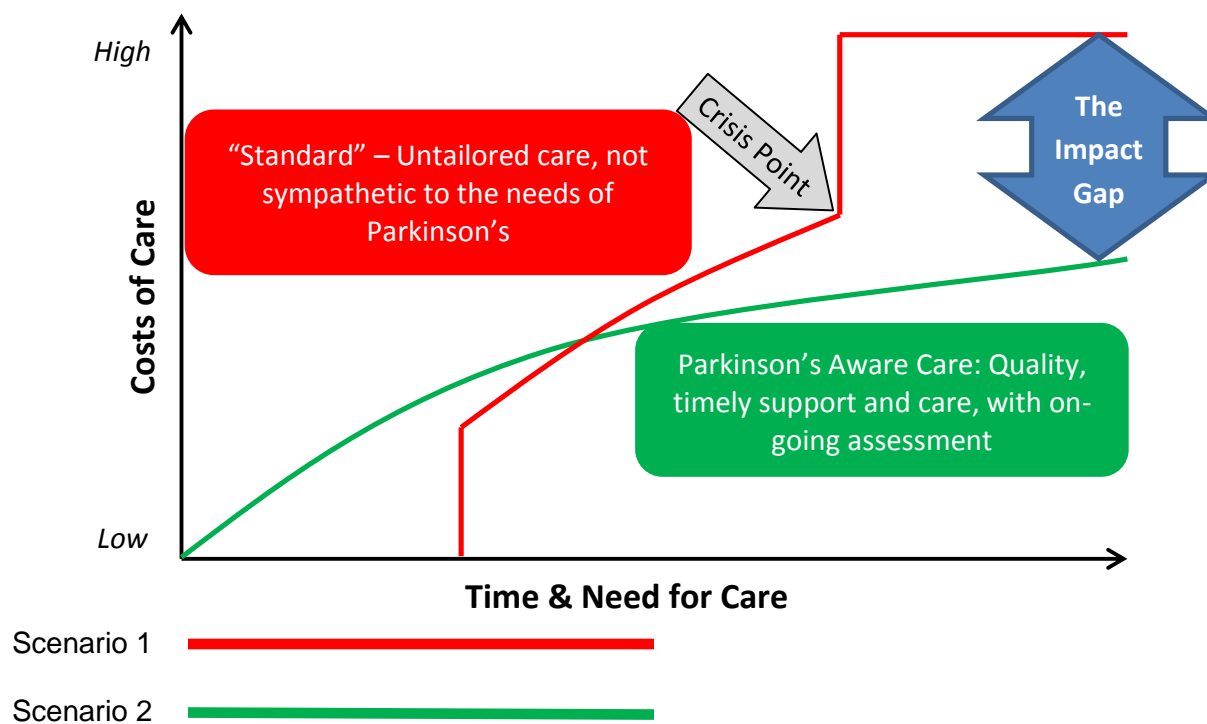 High
“Standard” – Untailored care, not
sympathetic to the needs of
Parkinson’s
Crisis Point
The
Impact
Gap
Costs of Care
Parkinson’s Aware Care: Quality,
timely support and care, with on-
going assessment
Low
Time & Need for Care
Scenario 1
Scenario 2